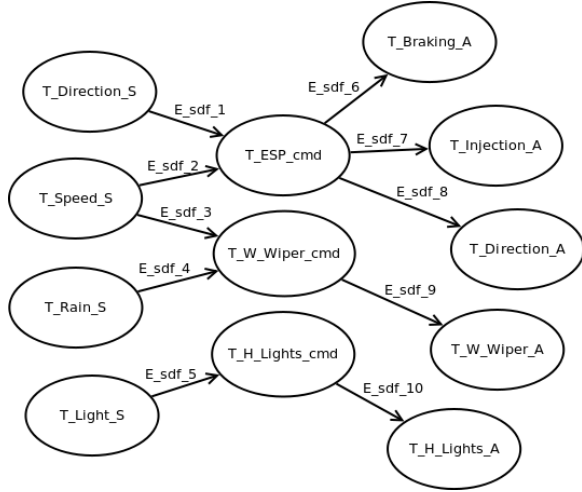 T_Braking_A
T_Direction_S
E_sdf_1
E_sdf_6
E_sdf_7
T_Injection_A
T_ESP_cmd
E_sdf_2
E_sdf_8
T_Speed_S
E_sdf_3
T_Direction_A
T_W_Wiper_cmd
E_sdf_4
E_sdf_9
T_Rain_S
T_W_Wiper_A
T_H_Lights_cmd
E_sdf_5
E_sdf_10
T_Light_S
T_H_Lights_A